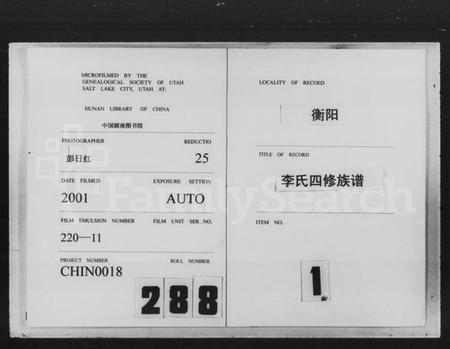 MICROFILMED BY THE
GENEALOGICAL SOCIETY OF UTAH
SALT LAKE CITY, UTAH AT:
HUNAN LIBRARY OF CHINA
中国湖南图书馆
PHOTOGRAPHER REDUCTIO
彭日红 25
DATE FILMED EXPOSURE SETTION
2001 AUTO
FILM EMULSION NUMBER FILM UNIT SER. NO.
220—11
PROJECT NUMBER ROLL NUMBER
CHIN0018
288
LOCALITY OF RECOED
衡阳
TITLE OF RECORD
李氏四修族谱
ITEM NO.
1
FamilySearch